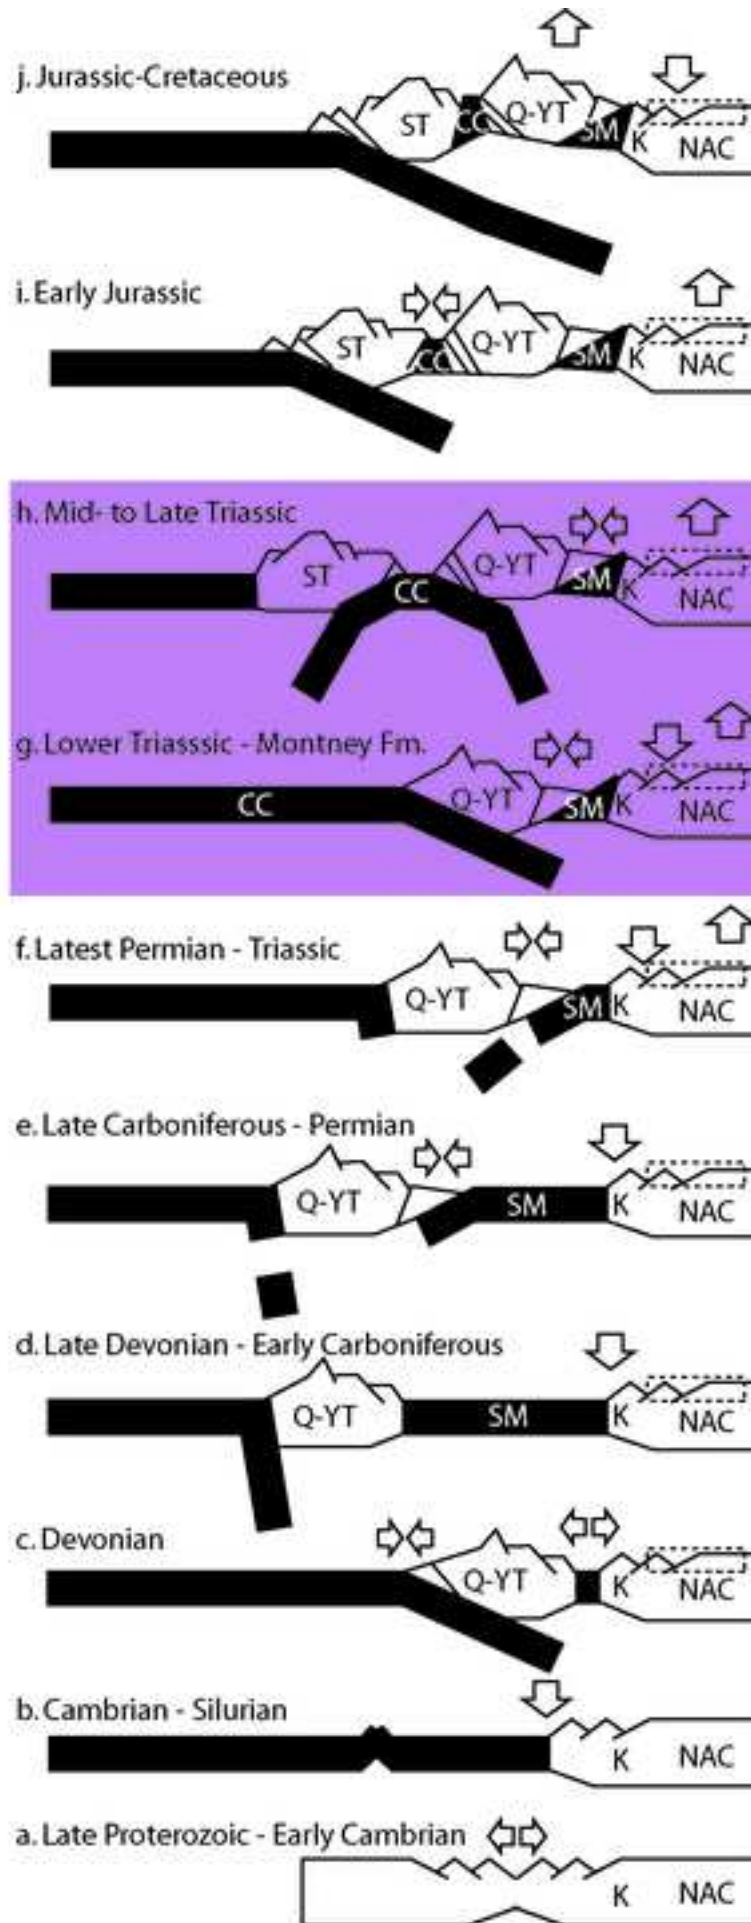 j. Jurassic-Cretaceous
ST CC Q-YT SM K NAC
i. Early Jurassic
ST CC Q-YT SM K NAC
h. Mid- to Late Triassic
ST CC Q-YT SM K NAC
g. Lower Triasssic - Montney Fm.
CC Q-YT SM K NAC
f. Latest Permian - Triassic
Q-YT SM K NAC
e. Late Carboniferous - Permian
Q-YT SM K NAC
d. Late Devonian - Early Carboniferous
Q-YT SM K NAC
c. Devonian
Q-YT K NAC
b. Cambrian - Silurian
K NAC
a. Late Proterozoic - Early Cambrian
K NAC